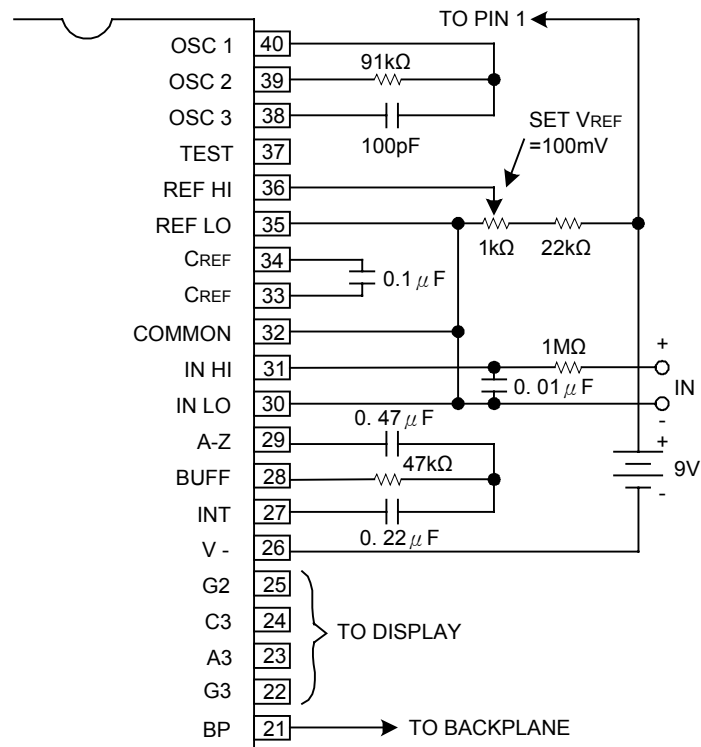 TO PIN 1
OSC 1 40
91kΩ
OSC 2 39
OSC 3 38
100pF
SET VREF
=100mV
TEST 37
REF HI 36
REF LO 35
1kΩ 22kΩ
CREF 34
0.1μF
CREF 33
COMMON 32
1MΩ
+
IN HI 31
0. 01μF IN
IN LO 30
-
0. 47μF
A-Z 29
+
47kΩ
BUFF 28
9V
-
INT 27
0. 22μF
V - 26
G2 25
C3 24
TO DISPLAY
A3 23
G3 22
BP 21 TO BACKPLANE